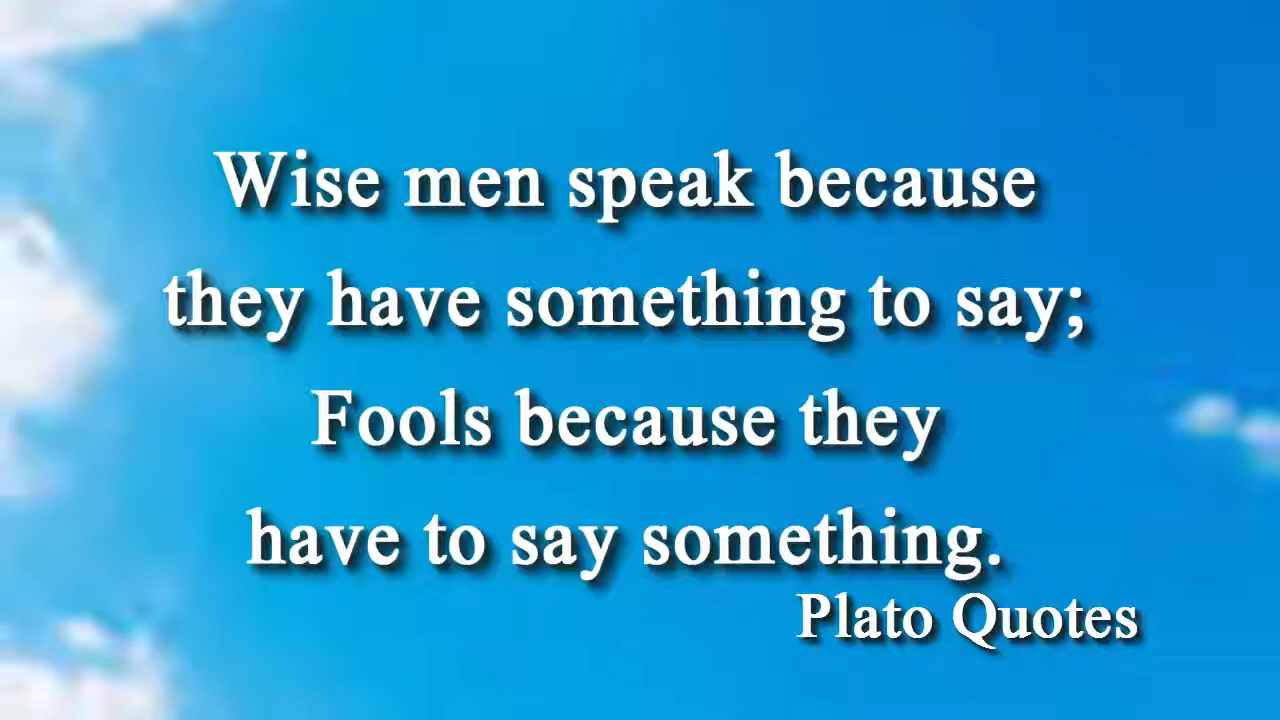 Wise men speak because
they have something to say;
Fools because they
have to say something.
Plato Quotes